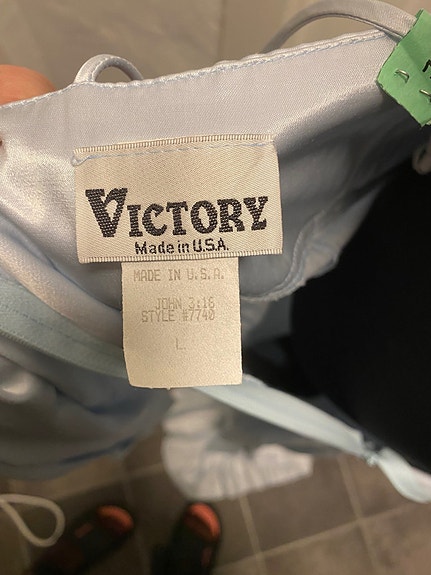 VICTORY
Made in U.S.A.
MADE IN U.S.A.
JOHN 3:16
STYLE #7740
L